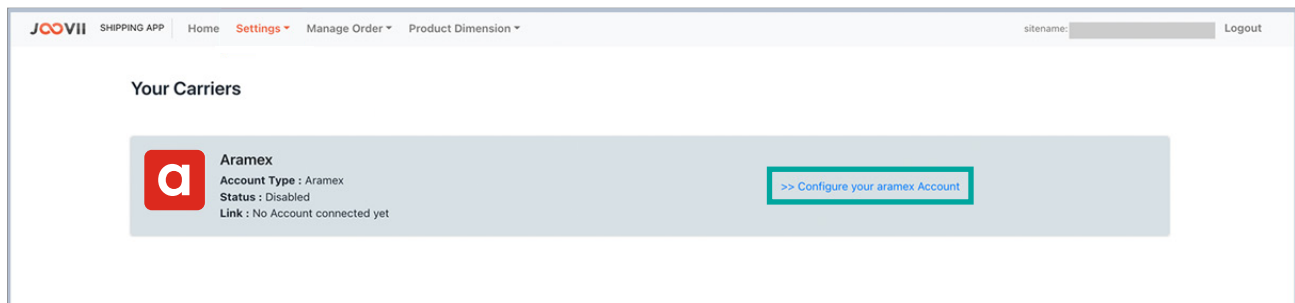 JOOVII SHIPPING APP Home Settings Manage Order Product Dimension sitename: Logout
Your Carriers
a
Aramex
Account Type : Aramex
Status : Disabled
Link : No Account connected yet
>> Configure your aramex Account